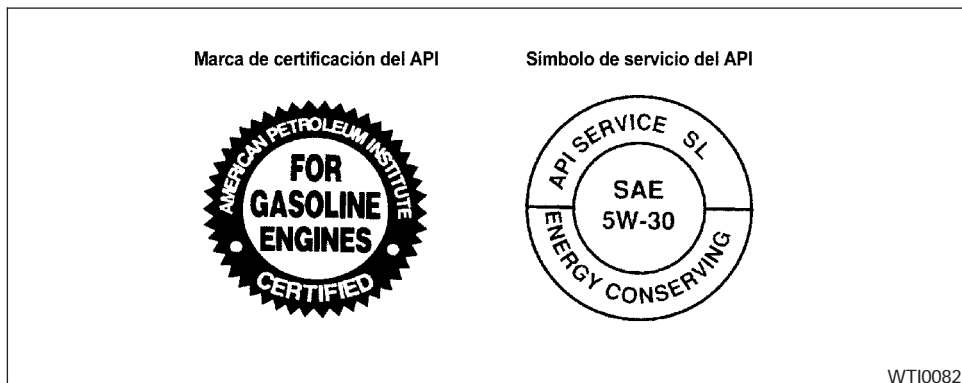 Marca de certificación del API
AMERICAN PETROLEUM INSTITUTE
FOR
GASOLINE
ENGINES
CERTIFIED
Símbolo de servicio del API
API SERVICE SL
SAE
5W-30
ENERGY CONSERVING
WTI0082